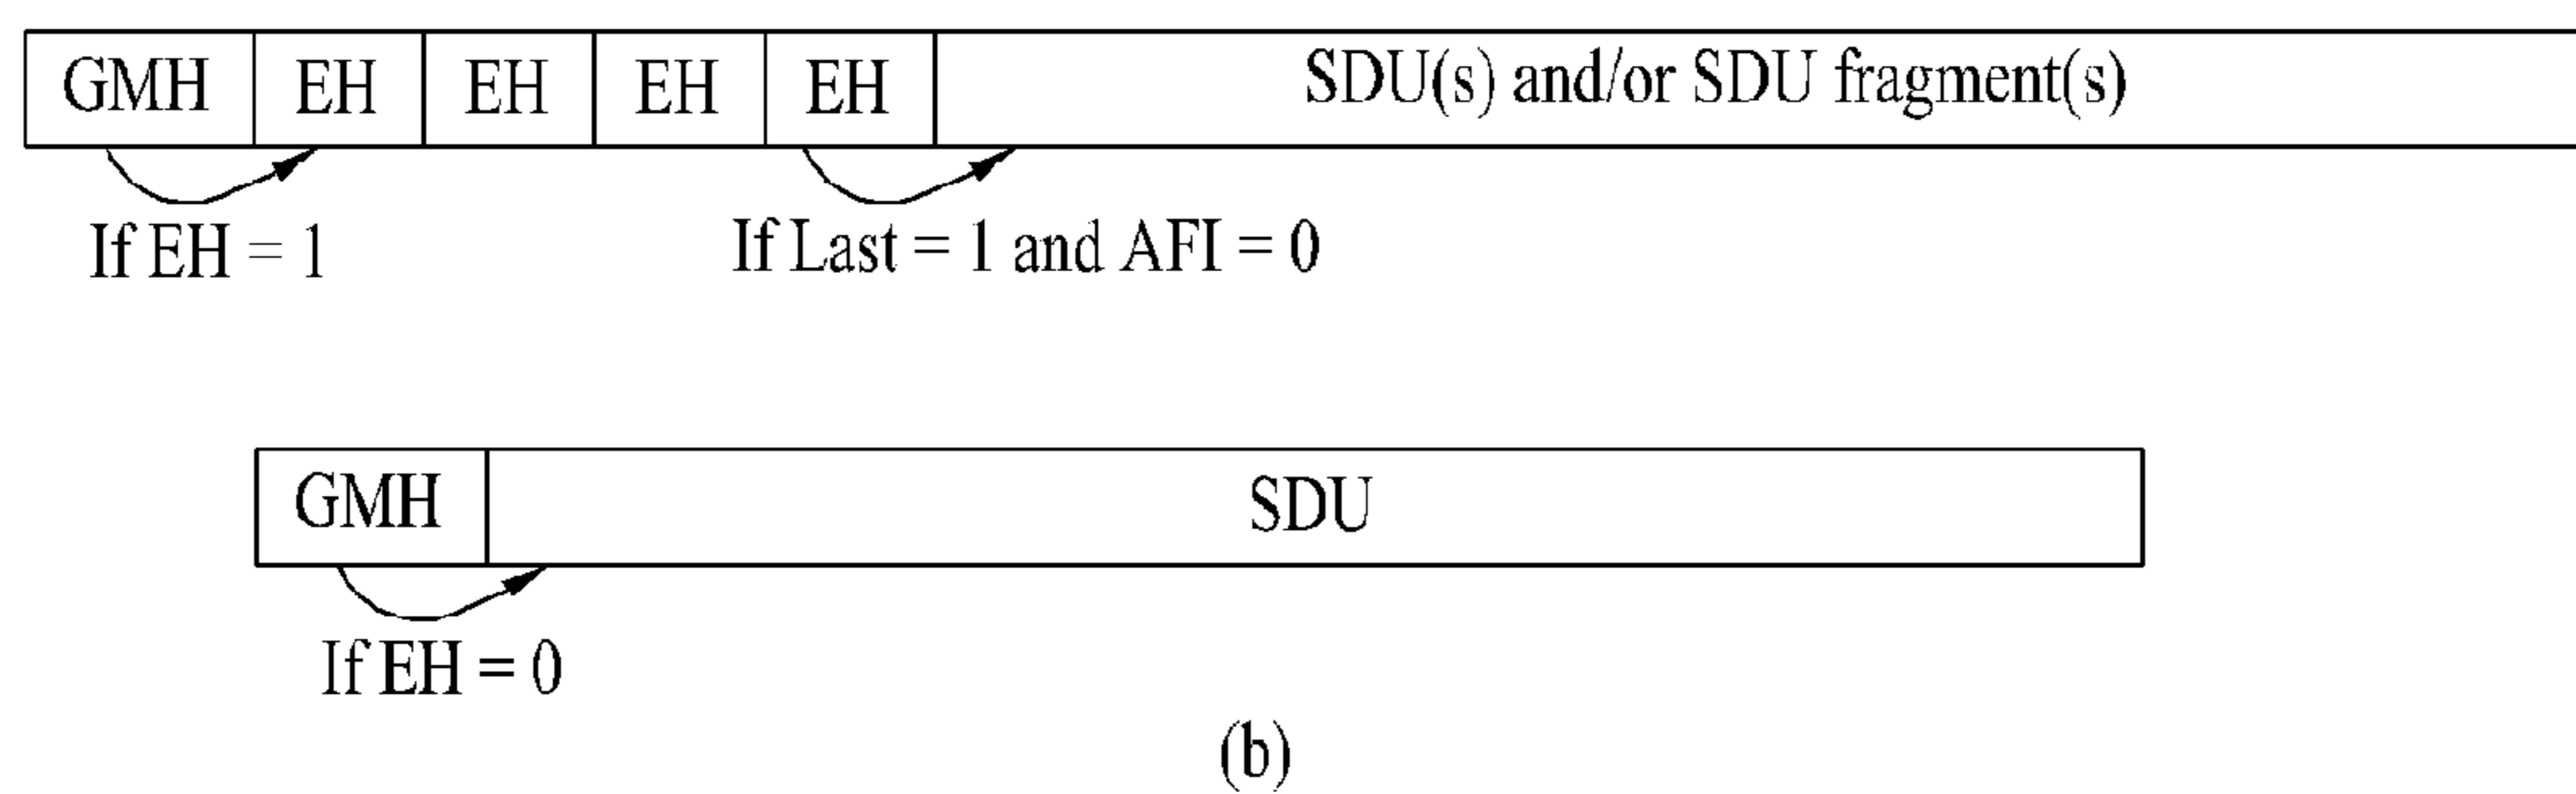 GMH EH EH EH EH SDU(s) and/or SDU fragment(s)
If EH = 1 If Last = 1 and AFI = 0
GMH SDU
If EH = 0
(b)